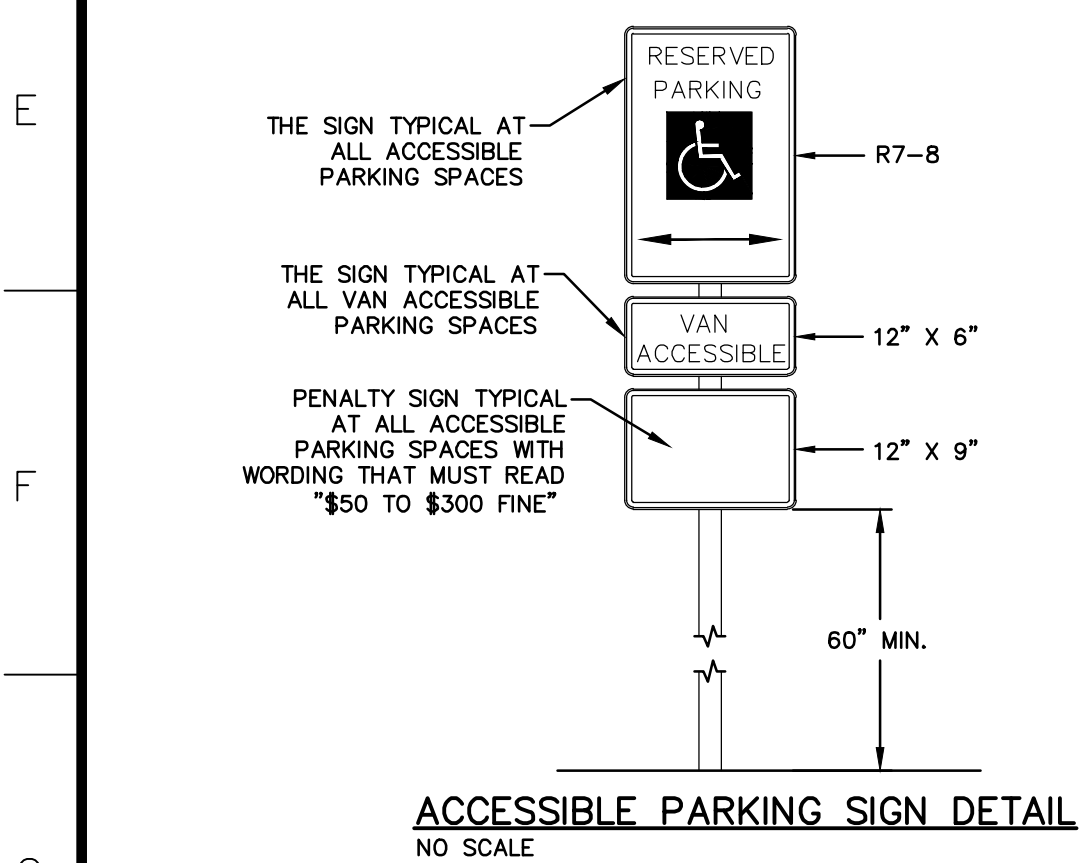 E
F
RESERVED
PARKING
THE SIGN TYPICAL AT
ALL ACCESSIBLE
PARKING SPACES
R7-8
THE SIGN TYPICAL AT
ALL VAN ACCESSIBLE
PARKING SPACES
VAN
ACCESSIBLE
12" X 6"
PENALTY SIGN TYPICAL
AT ALL ACCESSIBLE
PARKING SPACES WITH
WORDING THAT MUST READ
"$50 TO $300 FINE"
12" X 9"
60" MIN.
ACCESSIBLE PARKING SIGN DETAIL
NO SCALE